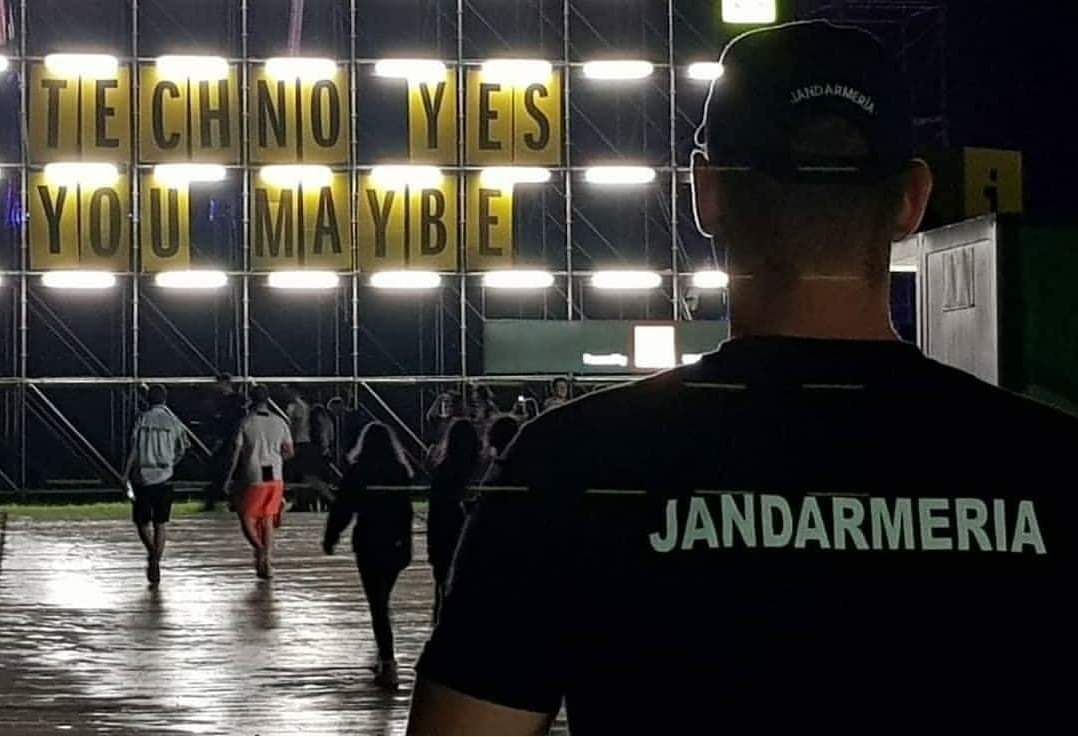 TECHNO YES
YOU MAYBE
JANDARMERIA
i
JANDARMERIA